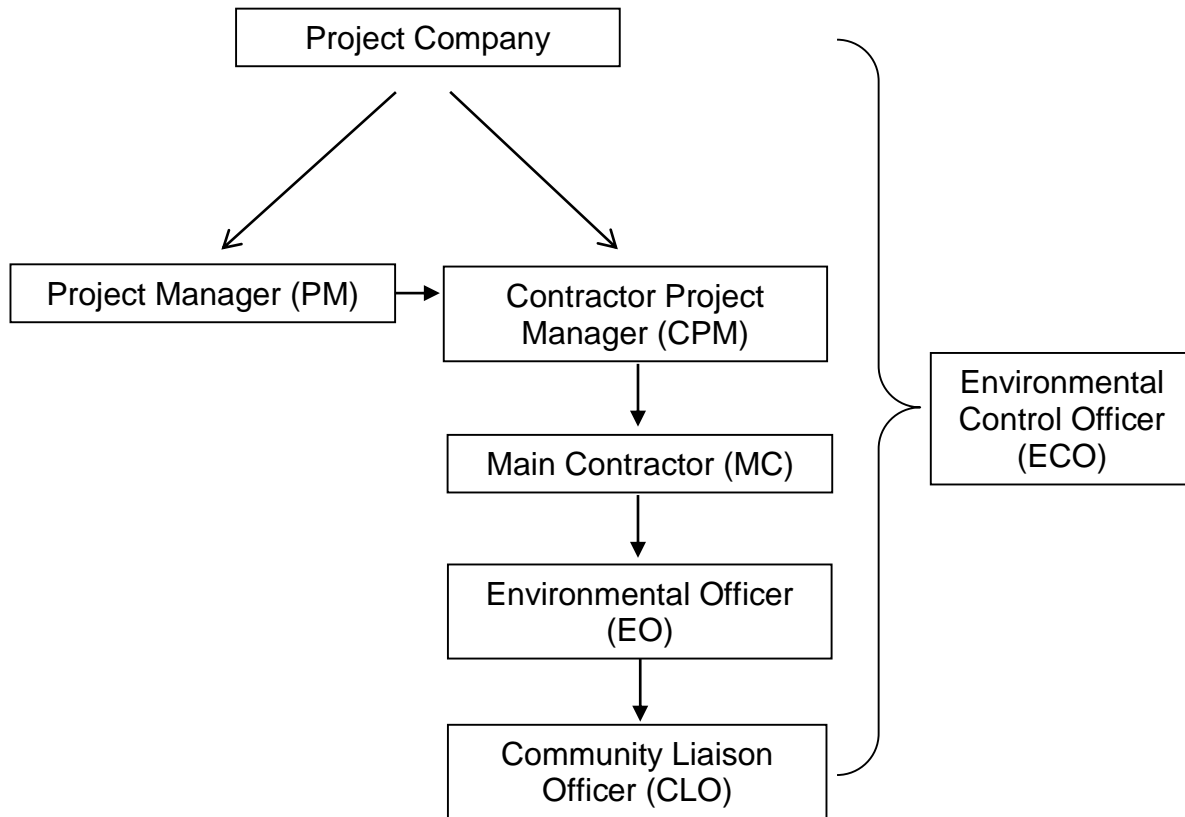 Project Company
Project Manager (PM)
Contractor Project
Manager (CPM)
Main Contractor (MC)
Environmental Officer
(EO)
Community Liaison
Officer (CLO)
Environmental
Control Officer
(ECO)